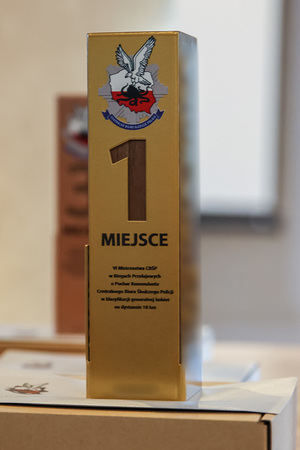 1
MIEJSCE
VI Mistrzostwa CBŚP
w Biegach Przełajowych
o Puchar Komendanta
Centralnego Biura Śledczego Policji
w klasyfikacji generalnej kobiet
na dystansie 10 km